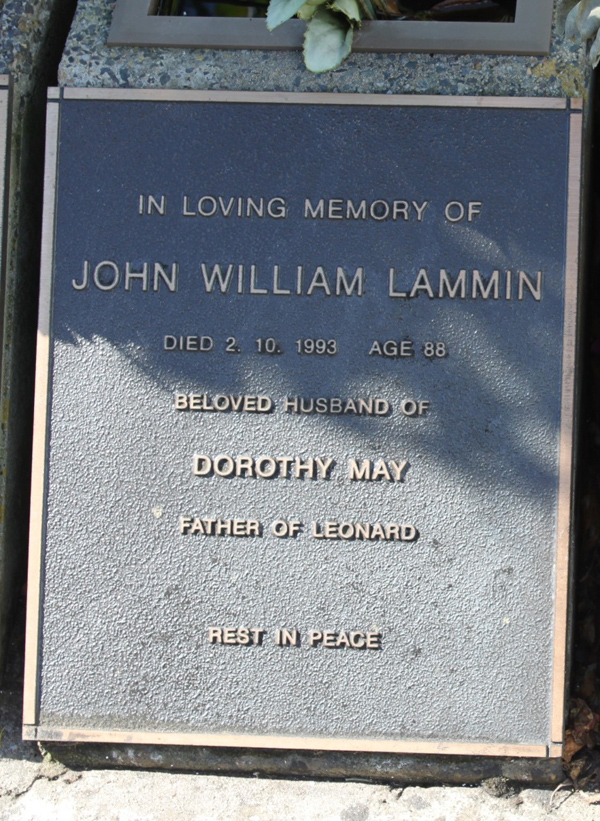 IN LOVING MEMORY OF
JOHN WILLIAM LAMMIN
DIED 2. 10. 1993 AGE 88
BELOVED HUSBAND OF
DOROTHY MAY
FATHER OF LEONARD
REST IN PEACE